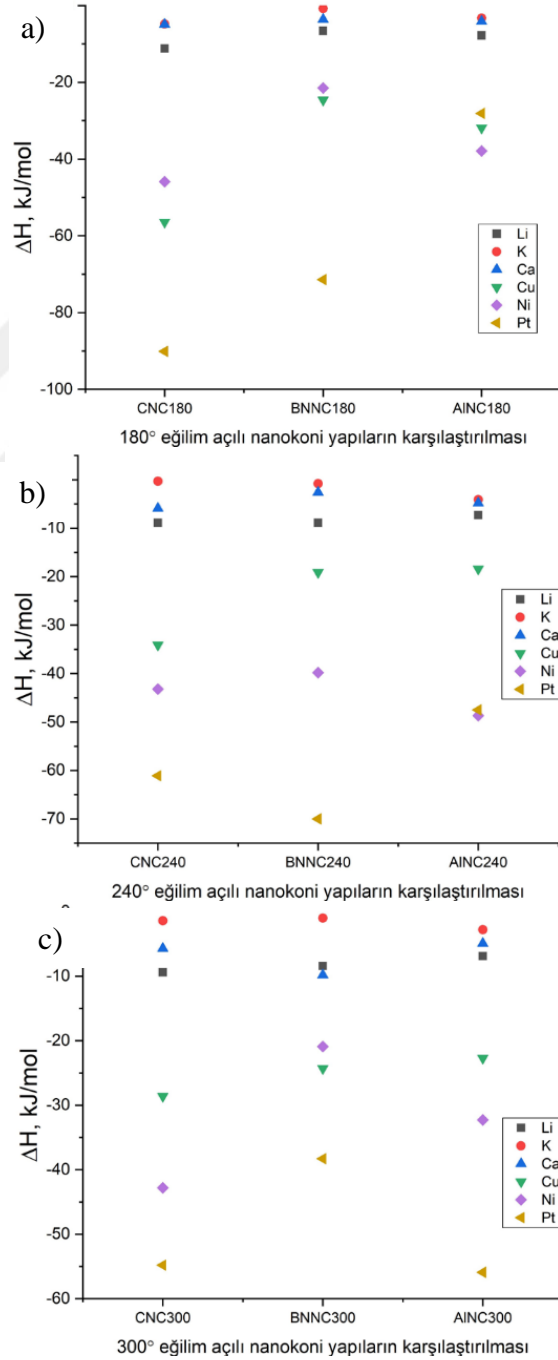 a)
-20
-40
-60
-80
-100
ΔH, kJ/mol
Li
K
Ca
Cu
Ni
Pt
CNC180 BNNC180 AlNC180
180° eğilim açılı nanokoni yapıların karşılaştırılması
b)
-10
-20
-30
-40
-50
-60
-70
ΔH, kJ/mol
Li
K
Ca
Cu
Ni
Pt
CNC240 BNNC240 AlNC240
240° eğilim açılı nanokoni yapıların karşılaştırılması
c)
-10
-20
-30
-40
-50
-60
ΔH, kJ/mol
Li
K
Ca
Cu
Ni
Pt
CNC300 BNNC300 AlNC300
300° eğilim açılı nanokoni yapıların karşılaştırılması